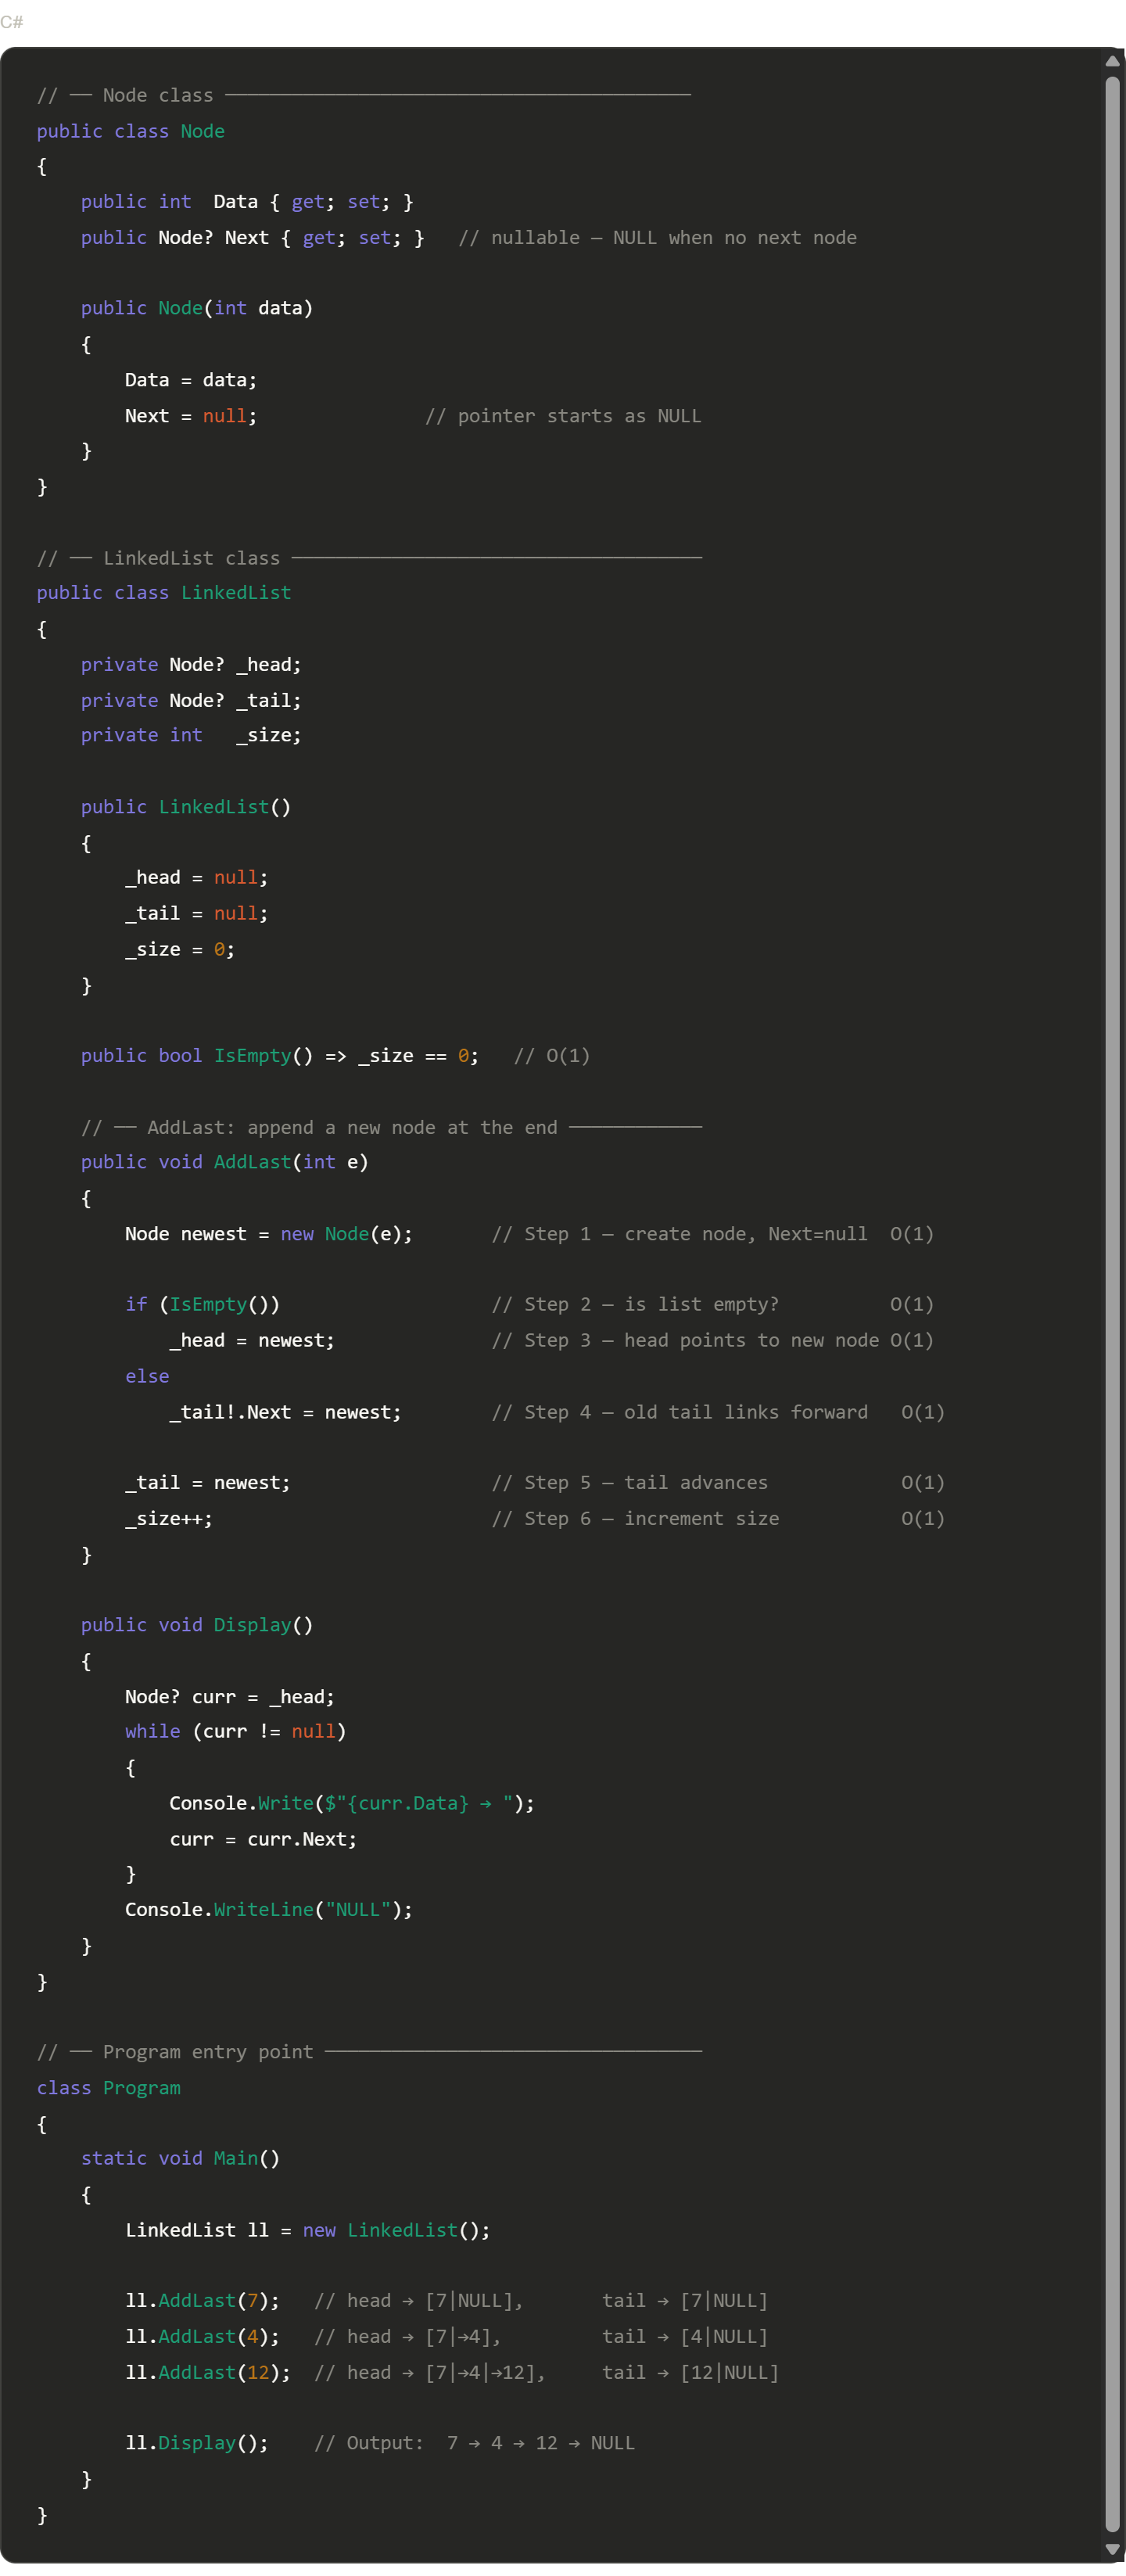 C#
// ── Node class ──────────────────────────────────────────
public class Node
{
    public int  Data { get; set; }
    public Node? Next { get; set; }   // nullable — NULL when no next node
    public Node(int data)
    {
        Data = data;
        Next = null;               // pointer starts as NULL
    }
}
// ── LinkedList class ─────────────────────────────────────
public class LinkedList
{
    private Node? _head;
    private Node? _tail;
    private int   _size;
    public LinkedList()
    {
        _head = null;
        _tail = null;
        _size = 0;
    }
    public bool IsEmpty() => _size == 0;   // O(1)
    // ── AddLast: append a new node at the end ────────────
    public void AddLast(int e)
    {
        Node newest = new Node(e);       // Step 1 — create node, Next=null  O(1)
        if (IsEmpty())                   // Step 2 — is list empty?          O(1)
            _head = newest;              // Step 3 — head points to new node O(1)
        else
            _tail!.Next = newest;        // Step 4 — old tail links forward   O(1)
        _tail = newest;                  // Step 5 — tail advances            O(1)
        _size++;                         // Step 6 — increment size           O(1)
    }
    public void Display()
    {
        Node? curr = _head;
        while (curr != null)
        {
            Console.Write($"{curr.Data} → ");
            curr = curr.Next;
        }
        Console.WriteLine("NULL");
    }
}
// ── Program entry point ──────────────────────────────────
class Program
{
    static void Main()
    {
        LinkedList ll = new LinkedList();
        ll.AddLast(7);   // head → [7|NULL],       tail → [7|NULL]
        ll.AddLast(4);   // head → [7|→4],         tail → [4|NULL]
        ll.AddLast(12);  // head → [7|→4|→12],     tail → [12|NULL]
        ll.Display();    // Output:  7 → 4 → 12 → NULL
    }
}